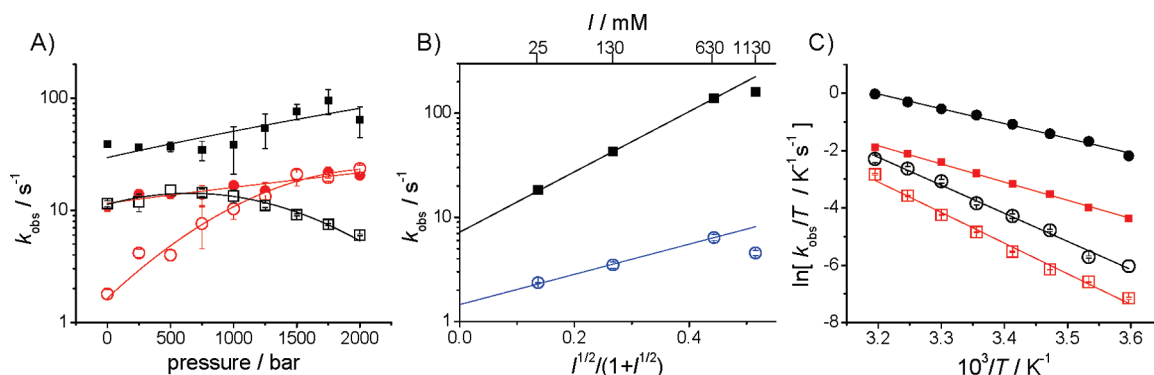 A)
k_obs / s⁻¹
100
10
1
0 500 1000 1500 2000
pressure / bar
B)
I / mM
25 130 630 1130
k_obs / s⁻¹
100
10
1
0.0 0.2 0.4
I^1/2/(1+I^1/2)
C)
ln[ k_obs/T / K⁻¹s⁻¹ ]
0
-2
-4
-6
-8
3.2 3.3 3.4 3.5 3.6
10³/T / K⁻¹